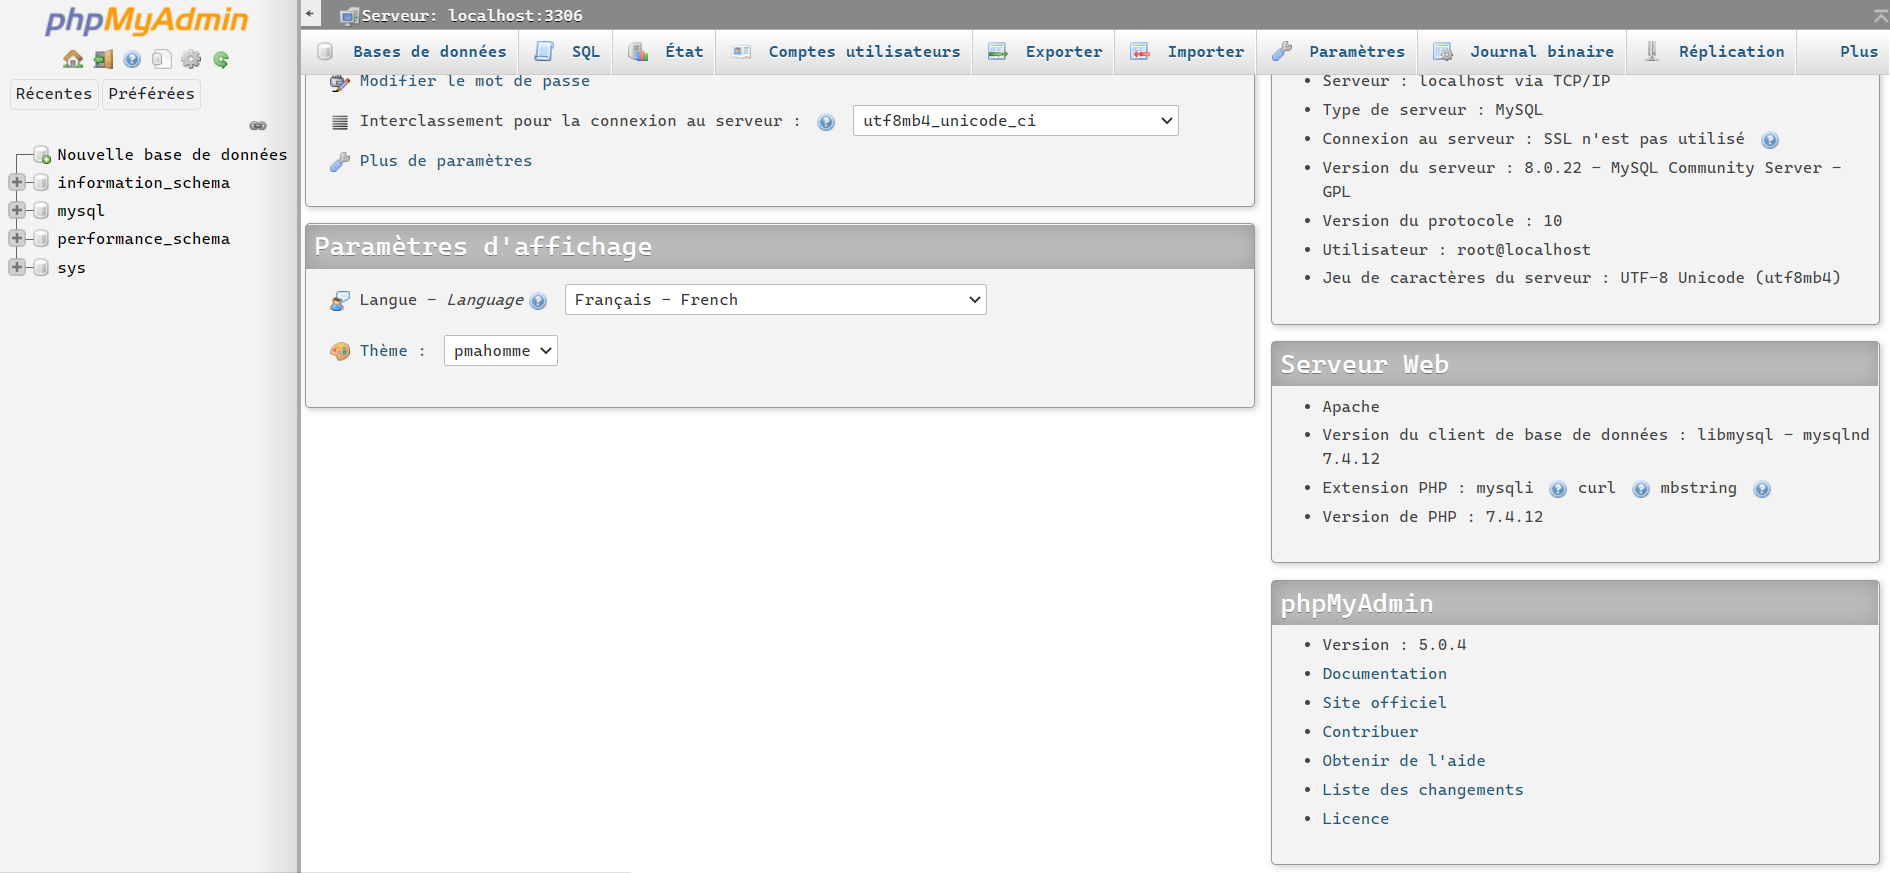 phpMyAdmin
Récentes
Préférées
Nouvelle base de données
information_schema
mysql
performance_schema
sys
Serveur: localhost:3306
Bases de données
SQL
État
Comptes utilisateurs
Exporter
Importer
Paramètres
Journal binaire
Réplication
Plus
Modifier le mot de passe
Interclassement pour la connexion au serveur :
utf8mb4_unicode_ci
Plus de paramètres
Paramètres d'affichage
Langue - Language
Français - French
Thème :
pmahomme
Serveur : localhost via TCP/IP
Type de serveur : MySQL
Connexion au serveur : SSL n'est pas utilisé
Version du serveur : 8.0.22 - MySQL Community Server -
GPL
Version du protocole : 10
Utilisateur : root@localhost
Jeu de caractères du serveur : UTF-8 Unicode (utf8mb4)
Serveur Web
Apache
Version du client de base de données : libmysql - mysqlnd
7.4.12
Extension PHP : mysqli curl mbstring
Version de PHP : 7.4.12
phpMyAdmin
Version : 5.0.4
Documentation
Site officiel
Contribuer
Obtenir de l'aide
Liste des changements
Licence